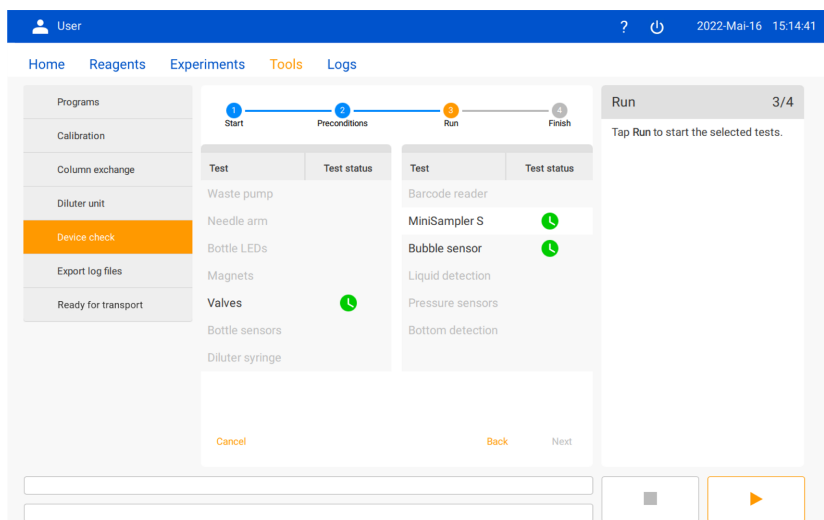 User
? 2022-Mai-16 15:14:41
Home Reagents Experiments Tools Logs
Programs
Calibration
Column exchange
Diluter unit
Device check
Export log files
Ready for transport
1 2 3 4
Start Preconditions Run Finish
Test Test status
Waste pump
Needle arm
Bottle LEDs
Magnets
Valves
Bottle sensors
Diluter syringe
Test Test status
Barcode reader
MiniSampler S
Bubble sensor
Liquid detection
Pressure sensors
Bottom detection
Cancel Back Next
Run 3/4
Tap Run to start the selected tests.